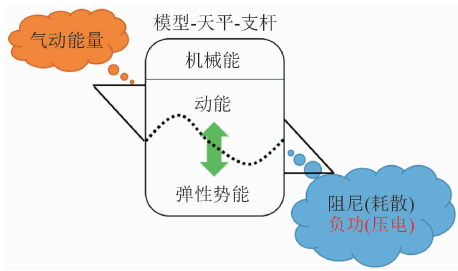 模型-天平-支杆
气动能量
机械能
动能
弹性势能
阻尼(耗散)
负功(压电)